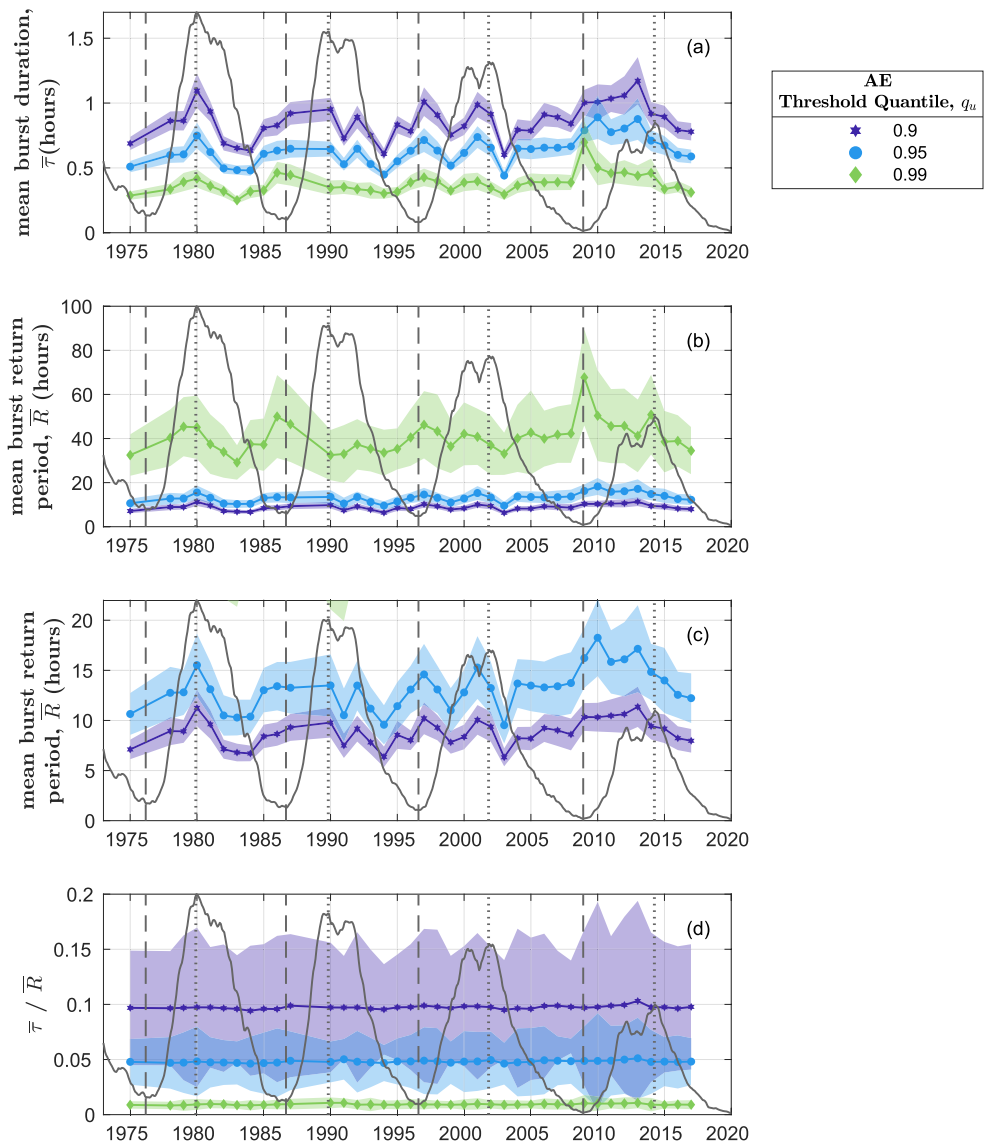 mean burst duration,
τ̅(hours)
1.5
1
0.5
0
(a)
1975 1980 1985 1990 1995 2000 2005 2010 2015 2020
AE
Threshold Quantile, qᵤ
0.9
0.95
0.99
mean burst return
period, R̅ (hours)
100
80
60
40
20
0
(b)
1975 1980 1985 1990 1995 2000 2005 2010 2015 2020
mean burst return
period, R̅ (hours)
20
15
10
5
0
(c)
1975 1980 1985 1990 1995 2000 2005 2010 2015 2020
τ̅ / R̅
0.2
0.15
0.1
0.05
0
(d)
1975 1980 1985 1990 1995 2000 2005 2010 2015 2020